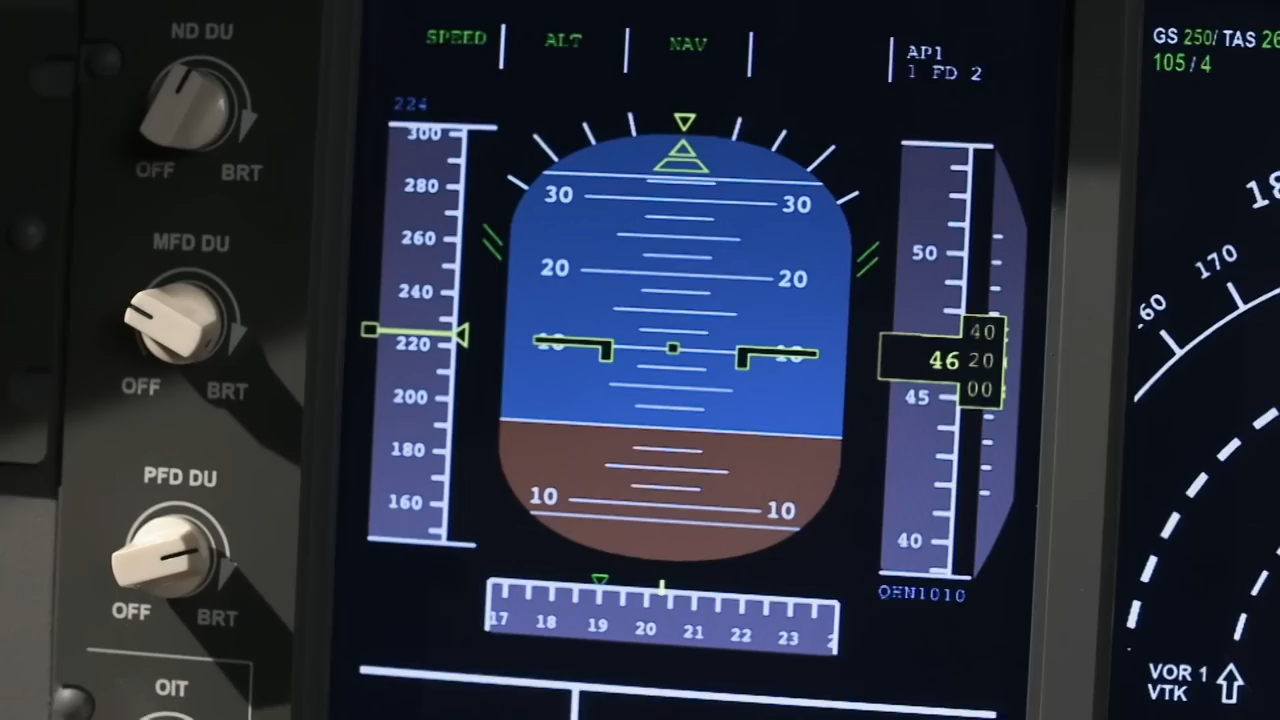 ND DU
OFF BRT
MFD DU
OFF BRT
PFD DU
OFF BRT
OIT
SPEED ALT NAV AP1
1 FD 2
224
300
280
260
240
220
200
180
160
30 30
20 20
10 10
10 10
50
46 40
20
00
45
40
QHN1010
17 18 19 20 21 22 23
GS 250/ TAS
105/4
170
VOR 1
VTK